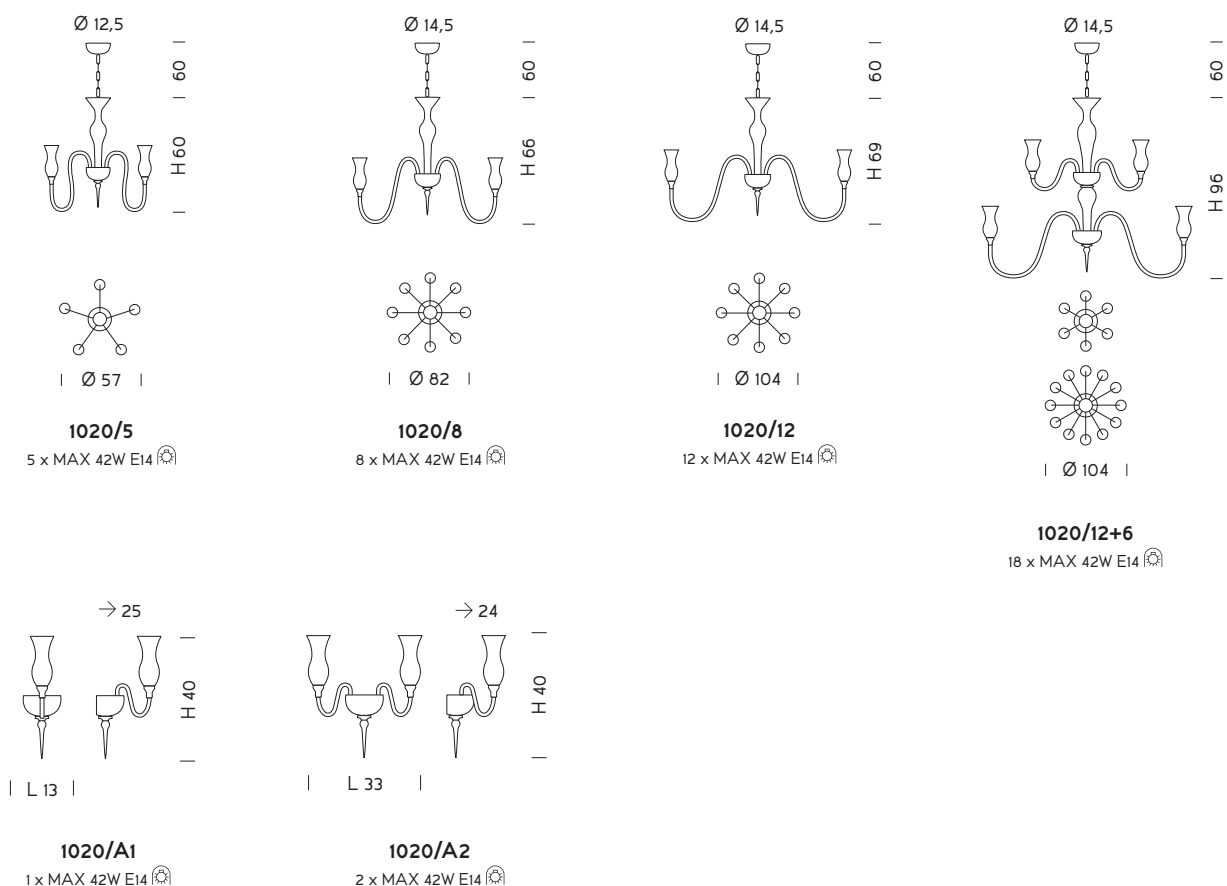 Ø 12,5
60
H 60
Ø 57
1020/5
5 x MAX 42W E14
Ø 14,5
60
H 66
Ø 82
1020/8
8 x MAX 42W E14
Ø 14,5
60
H 69
Ø 104
1020/12
12 x MAX 42W E14
Ø 14,5
60
H 96
Ø 104
1020/12+6
18 x MAX 42W E14
→ 25
H 40
L 13
1020/A1
1 x MAX 42W E14
→ 24
H 40
L 33
1020/A2
2 x MAX 42W E14